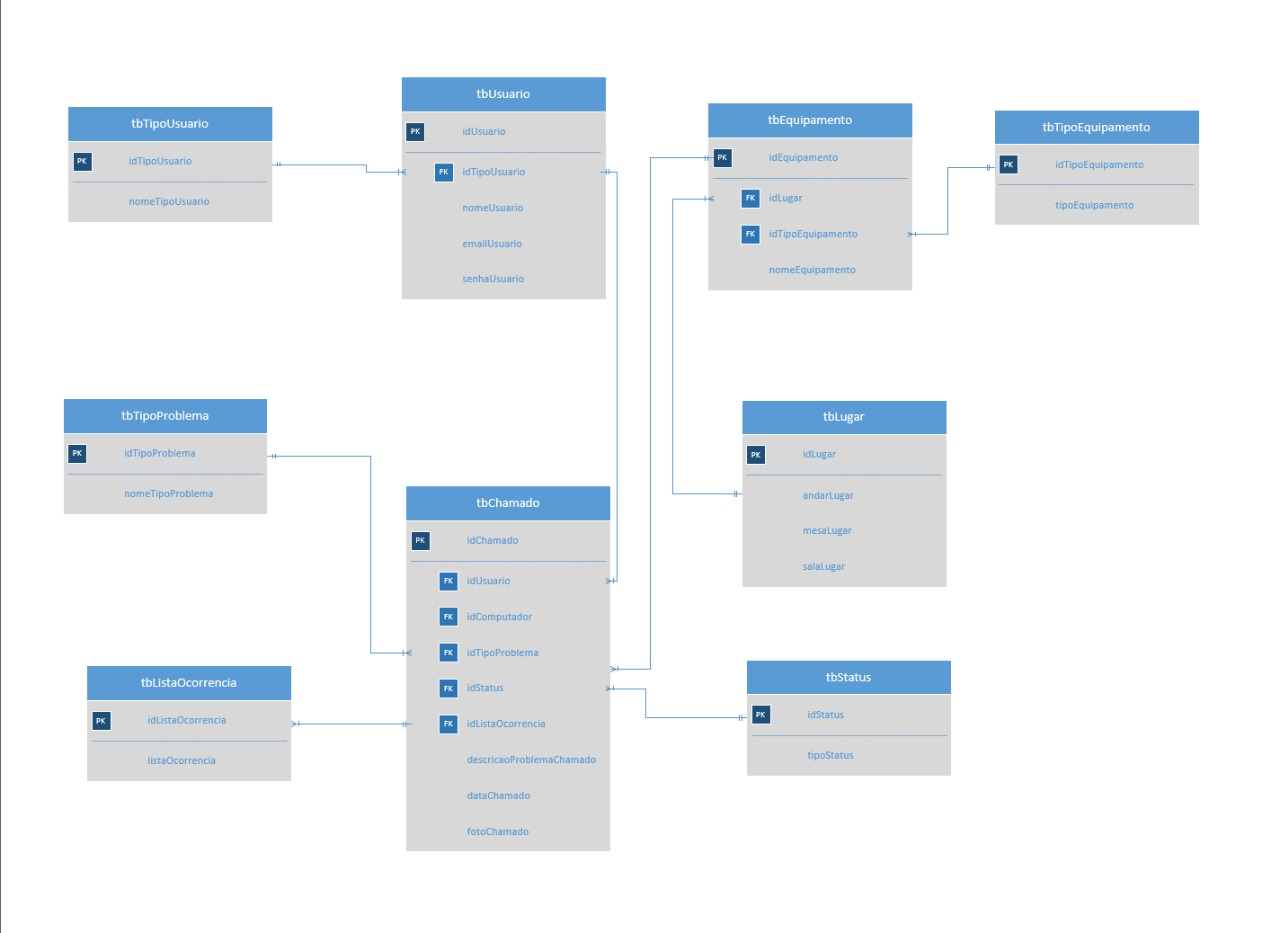 tbTipoUsuario
PK idTipoUsuario
nomeTipoUsuario
tbUsuario
PK idUsuario
FK idTipoUsuario
nomeUsuario
emailUsuario
senhaUsuario
tbEquipamento
PK idEquipamento
FK idLugar
FK idTipoEquipamento
nomeEquipamento
tbTipoEquipamento
PK idTipoEquipamento
tipoEquipamento
tbTipoProblema
PK idTipoProblema
nomeTipoProblema
tbChamado
PK idChamado
FK idUsuario
FK idComputador
FK idTipoProblema
FK idStatus
FK idListaOcorrencia
descricaoProblemaChamado
dataChamado
fotoChamado
tbLugar
PK idLugar
andarLugar
mesaLugar
salaLugar
tbListaOcorrencia
PK idListaOcorrencia
listaOcorrencia
tbStatus
PK idStatus
tipoStatus